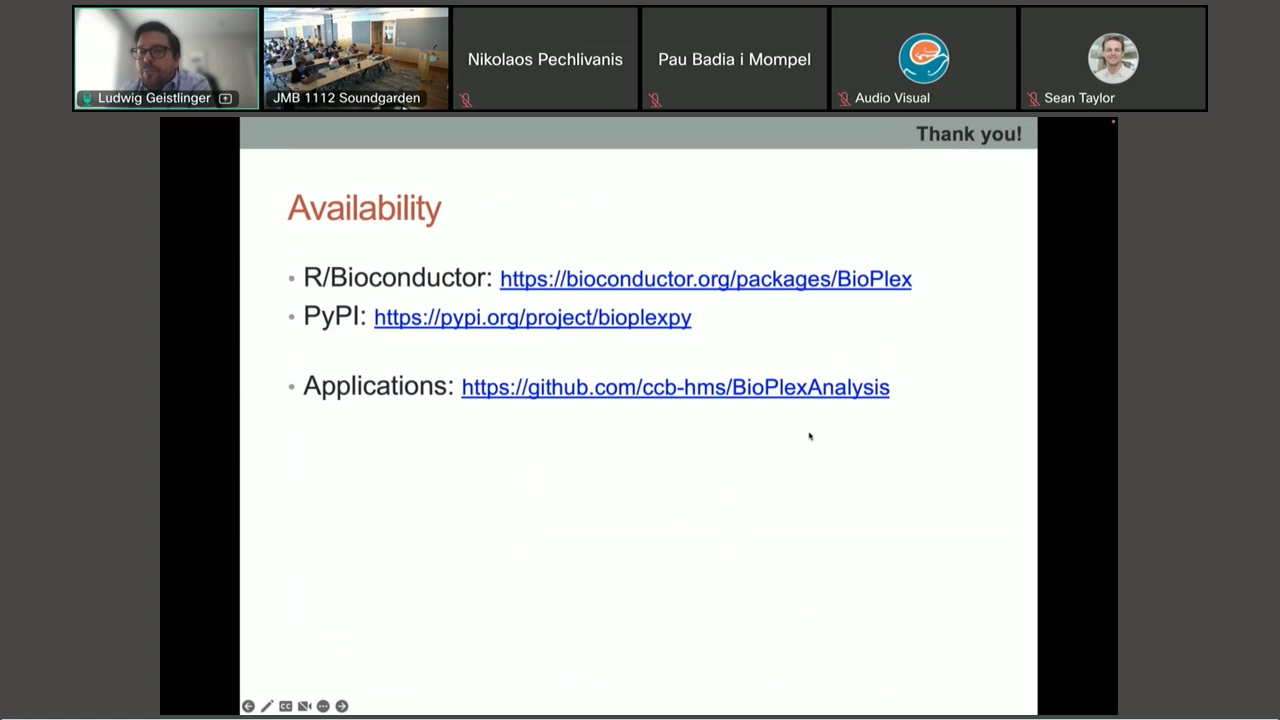 Ludwig Geistlinger
JMB 1112 Soundgarden
Nikolaos Pechlivanis
Pau Badia i Mompel
Audio Visual
Sean Taylor
Thank you!
Availability
• R/Bioconductor: https://bioconductor.org/packages/BioPlex
• PyPI: https://pypi.org/project/bioplexpy
• Applications: https://github.com/ccb-hms/BioPlexAnalysis
CC